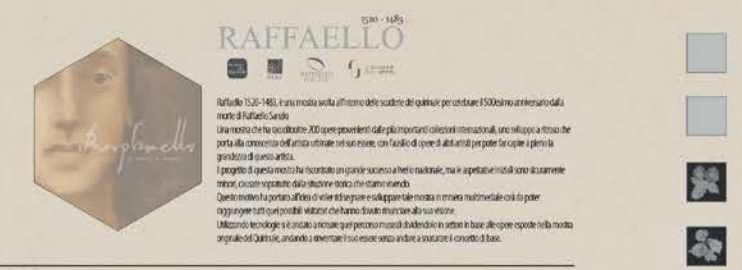 1520 - 1483
RAFFAELLO
Raffaello
Raffaello 1520-1483, è una mostra svolta all'interno delle scuderie del quirinale per celebrare il 500esimo anniversario dalla
morte di Raffaello Sanzio
Una mostra che ha racconltontre 200 opere provenienti dalle più importanti collezioni internazionali, uno sviluppo a ritroso che
porta alla conoscenza dell'artista urbinate nel suo essere, con l'ausilio di opere di altri artisti per poter far capire a pieno la
grandezza di questo artista.
Il progetto di questa mostra ha riscontrato un grande successo a livello nazionale, ma le aspettative iniziali sono sicuramente
minori, causate soprattutto dalla situazione storica che stiamo vivendo.
Questo motivo ha portato all'idea di voler ridisegnare e sviluppare tale mostra in maniera multimediale così da poter
raggiungere tutti quei possibili visitatori che hanno dovuto rinunciare alla sua visione.
Utilizzando tecnologie si è andato a ricreare quel percorso museali dividendolo in settori in base alle opere esposte nella mostra
originale del Quirinale, andando a reinventare il suo essere senza andare a snaturare il concetto di base.